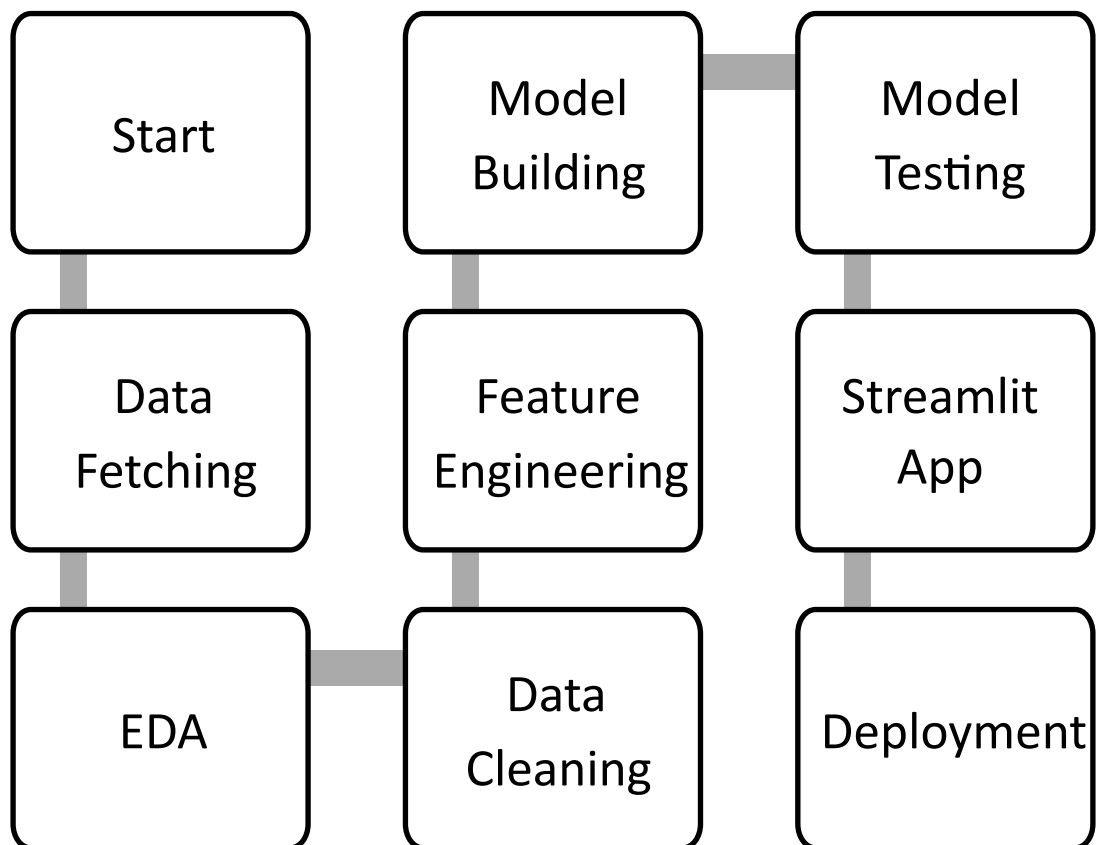 Start
Data
Fetching
EDA
Data
Cleaning
Feature
Engineering
Model
Building
Model
Testing
Streamlit
App
Deployment